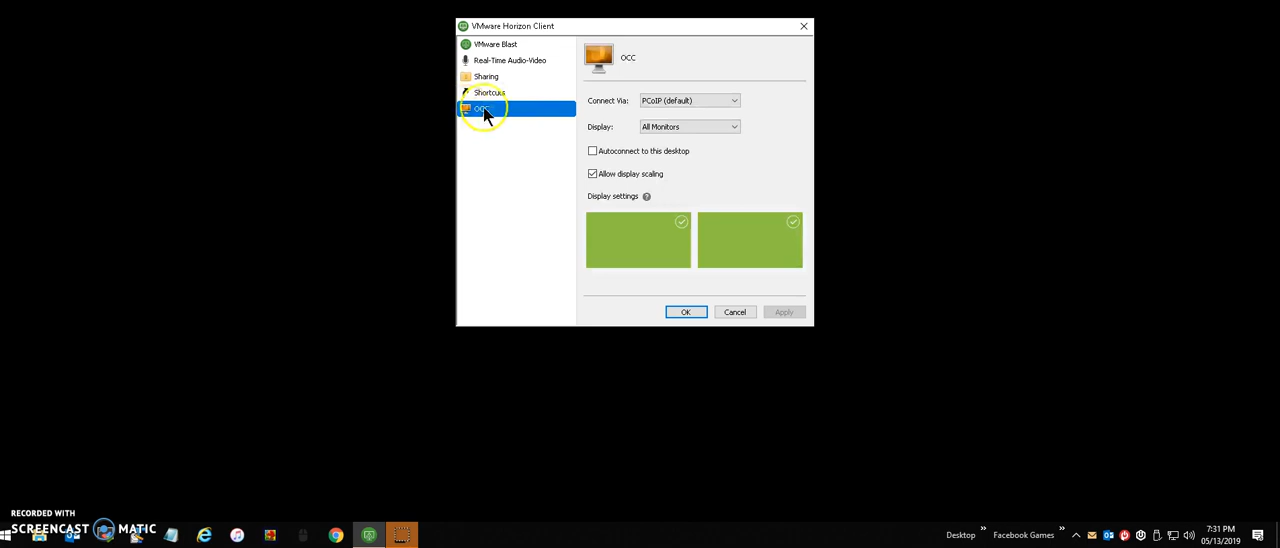 VMware Horizon Client
VMware Blast
Real-Time Audio-Video
Sharing
Shortcuts
OCC
OCC
Connect Via: PCoIP (default)
Display: All Monitors
Autoconnect to this desktop
Allow display scaling
Display settings ?
OK Cancel Apply
RECORDED WITH
SCREENCAST MATIC
Desktop » Facebook Games »
7:31 PM
05/13/2019